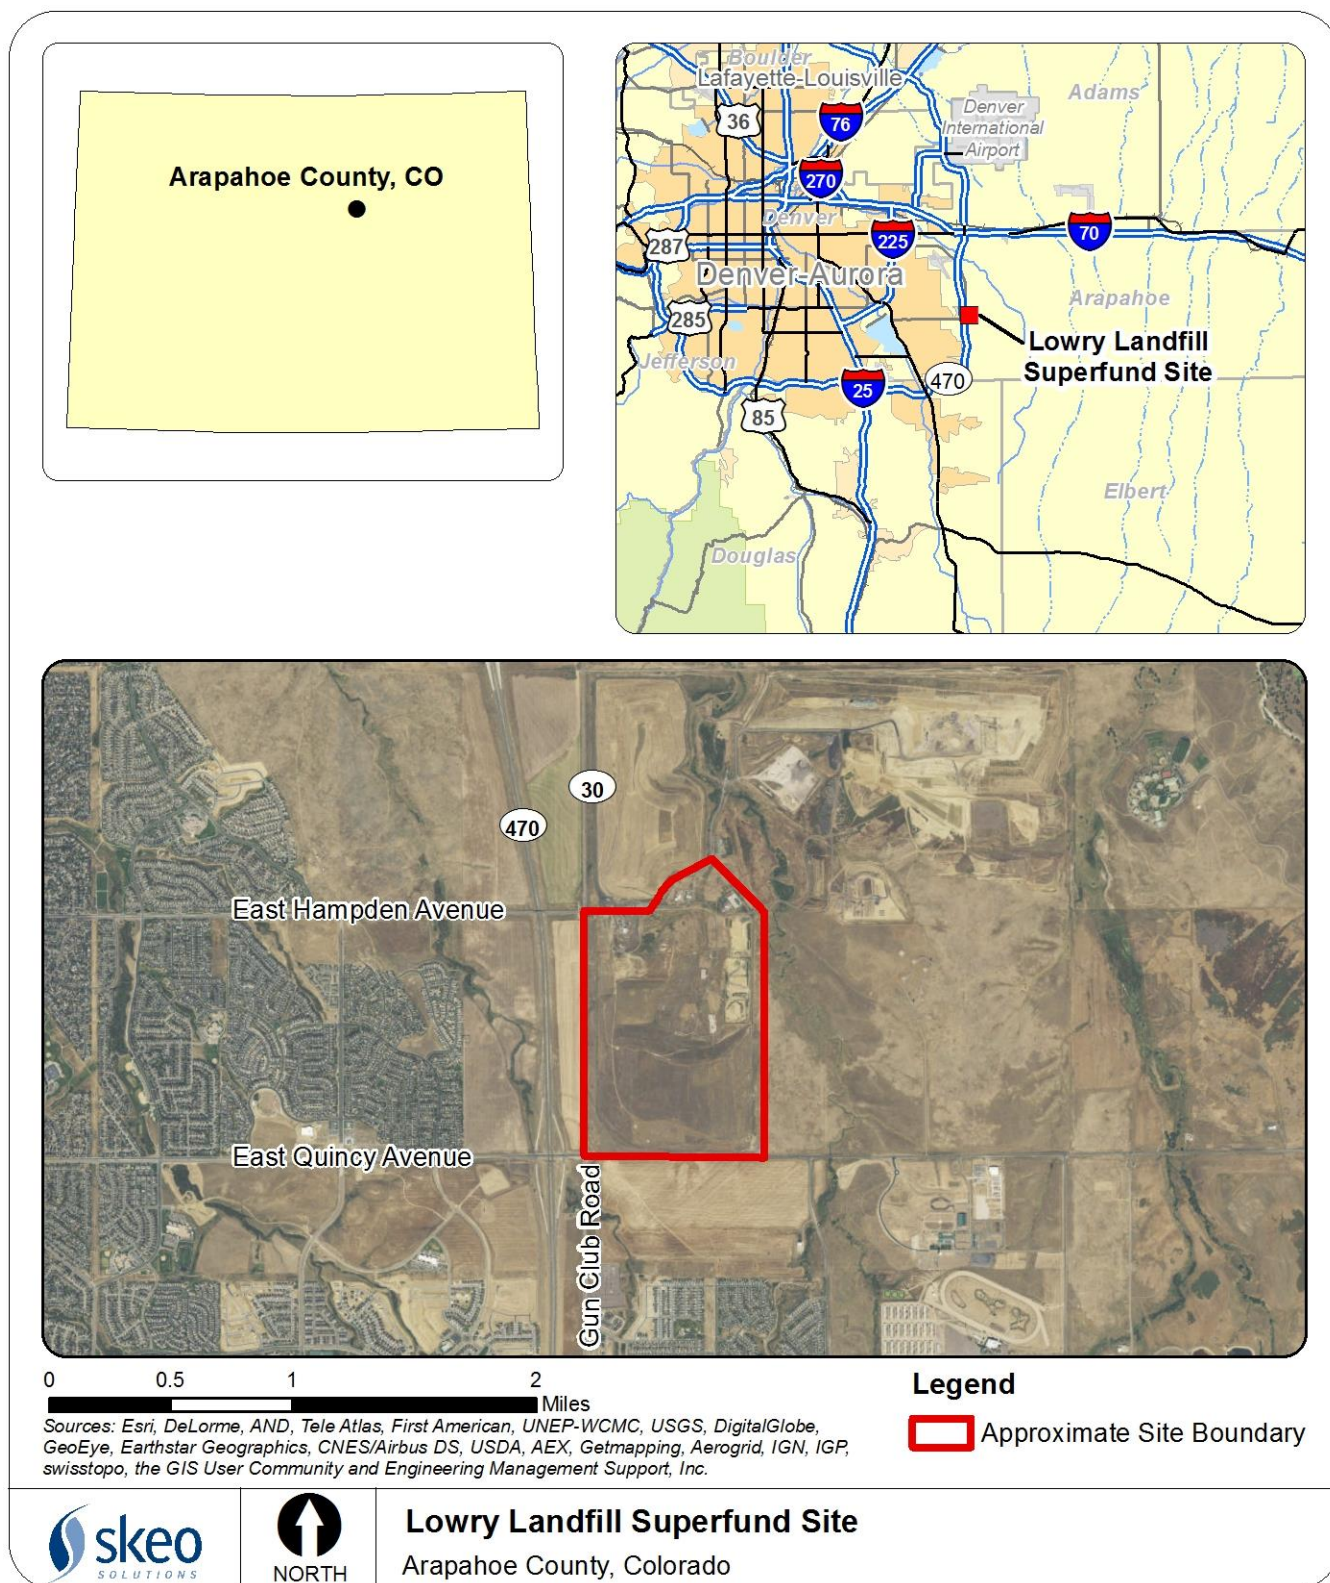 Arapahoe County, CO
Boulder
Lafayette-Louisville
36
76
Adams
Denver
International
Airport
270
Denver
287
225
70
Denver-Aurora
Arapahoe
285
Lowry Landfill
Superfund Site
Jefferson
25
470
85
Elbert
Douglas
30
470
East Hampden Avenue
East Quincy Avenue
Gun Club Road
0 0.5 1 2
Miles
Sources: Esri, DeLorme, AND, Tele Atlas, First American, UNEP-WCMC, USGS, DigitalGlobe,
GeoEye, Earthstar Geographics, CNES/Airbus DS, USDA, AEX, Getmapping, Aerogrid, IGN, IGP,
swisstopo, the GIS User Community and Engineering Management Support, Inc.
Legend
Approximate Site Boundary
skeo
SOLUTIONS
NORTH
Lowry Landfill Superfund Site
Arapahoe County, Colorado